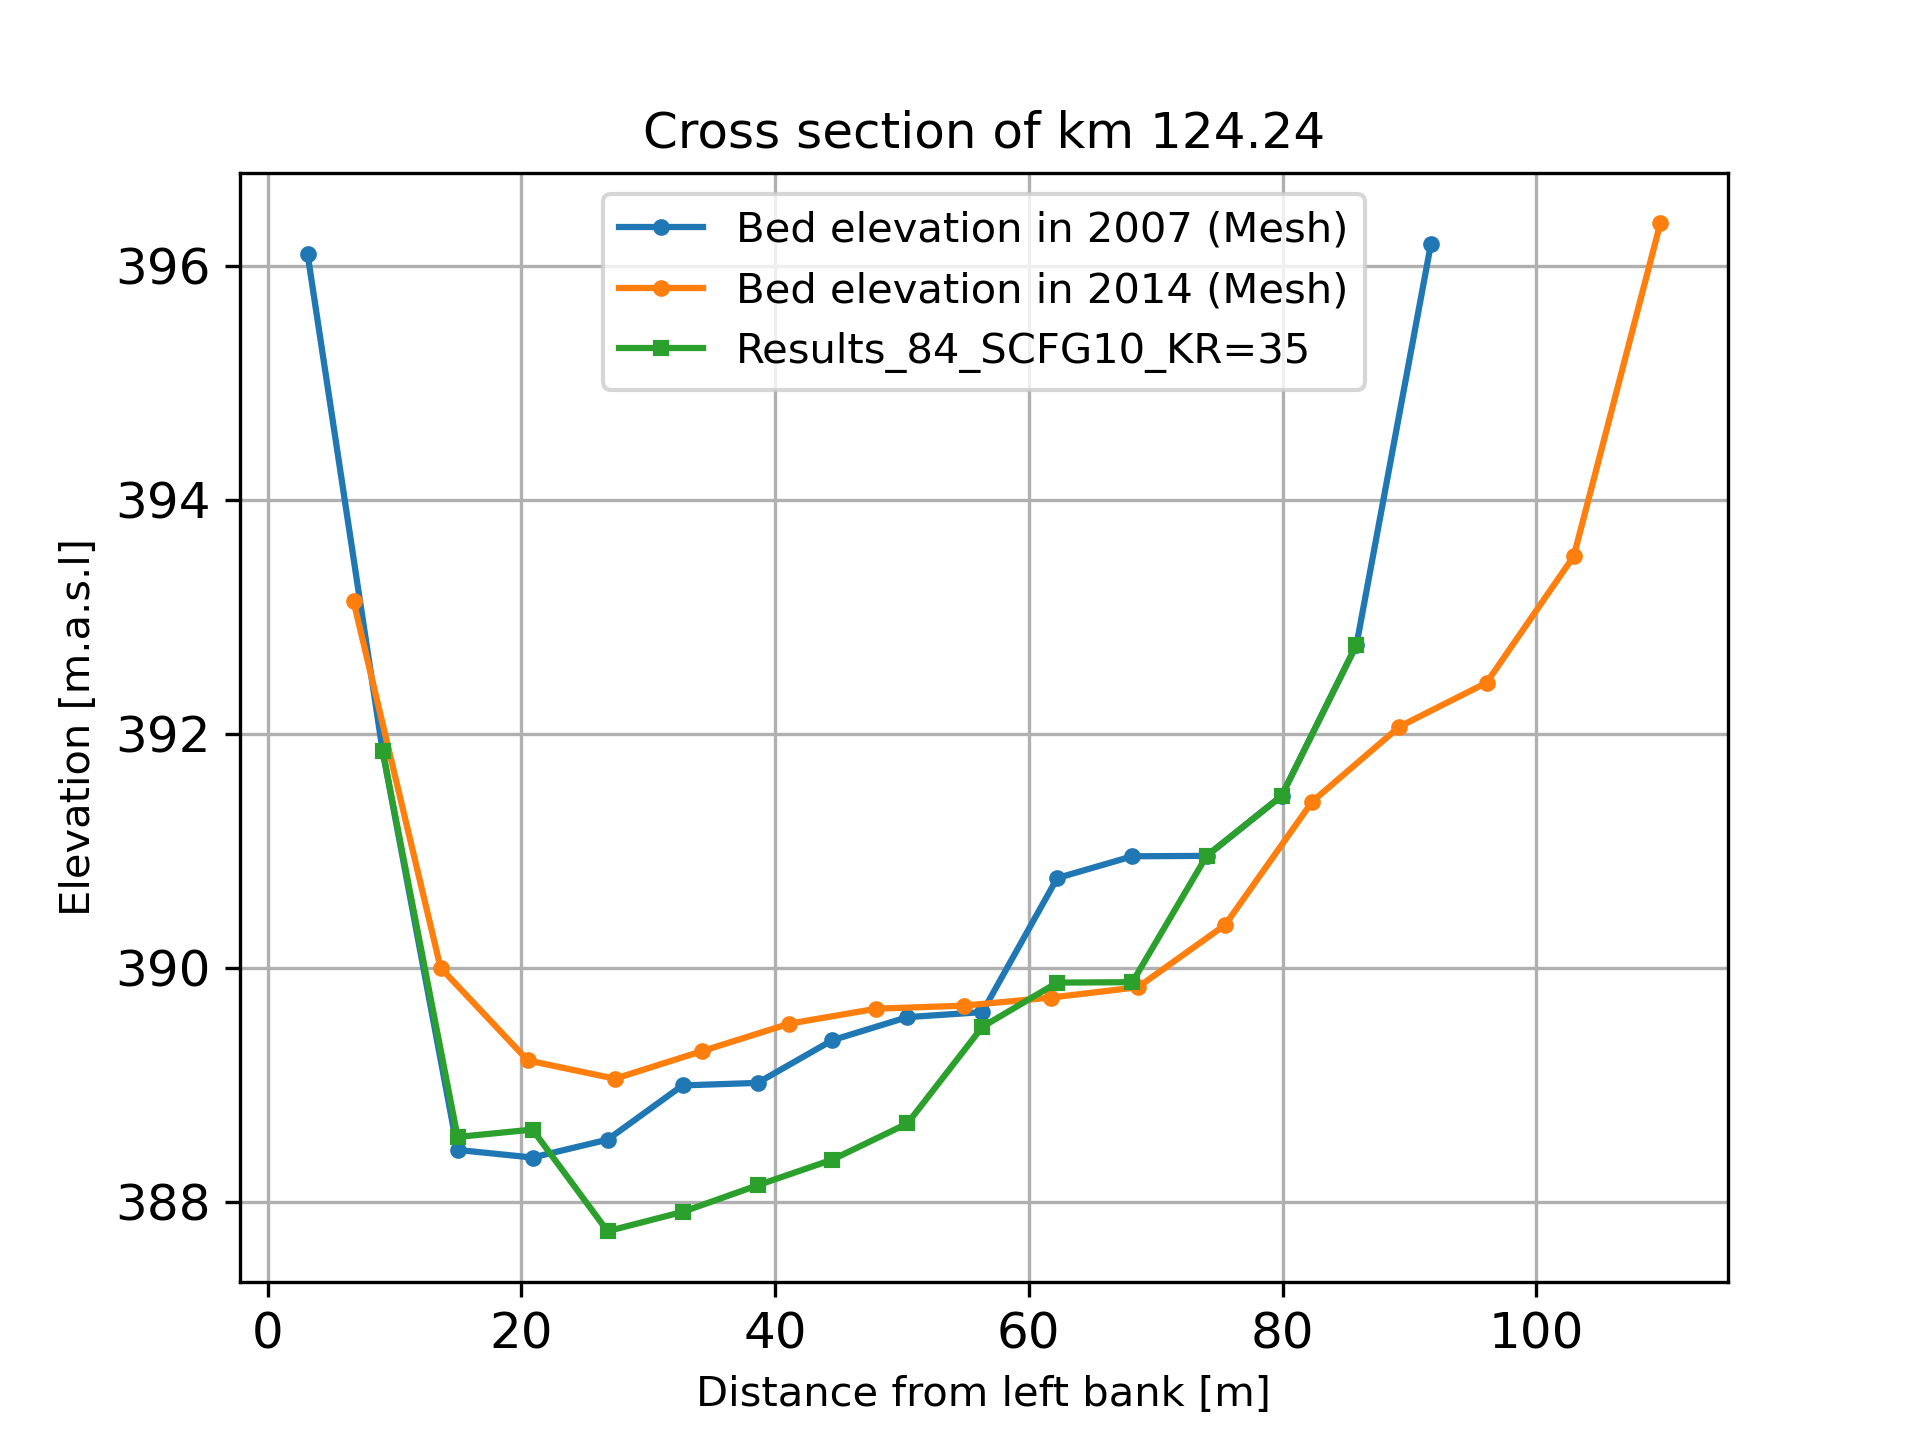 Cross section of km 124.24
Bed elevation in 2007 (Mesh)
Bed elevation in 2014 (Mesh)
Results_84_SCFG10_KR=35
Elevation [m.a.s.l]
396
394
392
390
388
0 20 40 60 80 100
Distance from left bank [m]